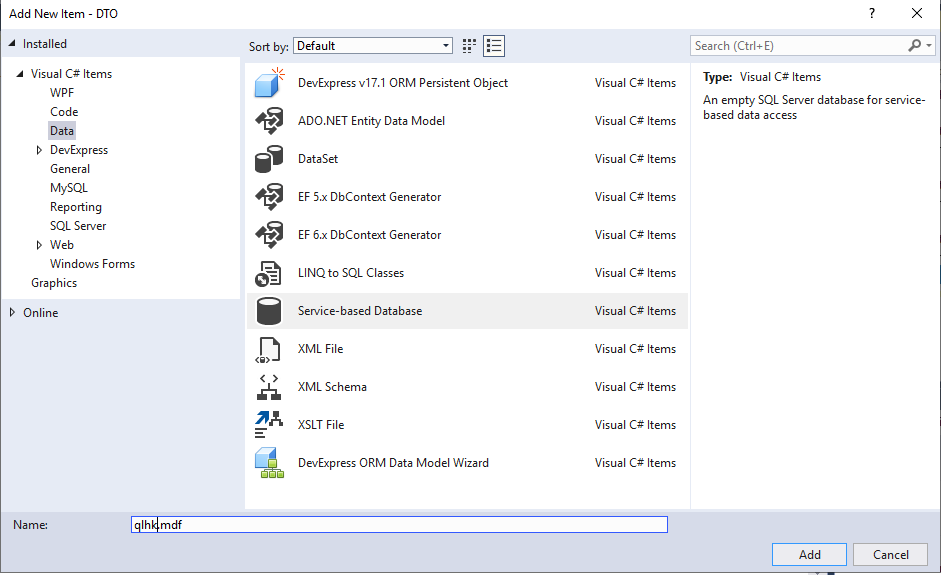 Add New Item - DTO
?
Installed
Sort by:
Default
Search (Ctrl+E)
Visual C# Items
WPF
Code
Data
DevExpress
General
MySQL
Reporting
SQL Server
Web
Windows Forms
Graphics
Online
DevExpress v17.1 ORM Persistent Object Visual C# Items
ADO.NET Entity Data Model Visual C# Items
DataSet Visual C# Items
EF 5.x DbContext Generator Visual C# Items
EF 6.x DbContext Generator Visual C# Items
LINQ to SQL Classes Visual C# Items
Service-based Database Visual C# Items
XML File Visual C# Items
XML Schema Visual C# Items
XSLT File Visual C# Items
DevExpress ORM Data Model Wizard Visual C# Items
Type: Visual C# Items
An empty SQL Server database for service-
based data access
Name: qlhk.mdf
Add Cancel